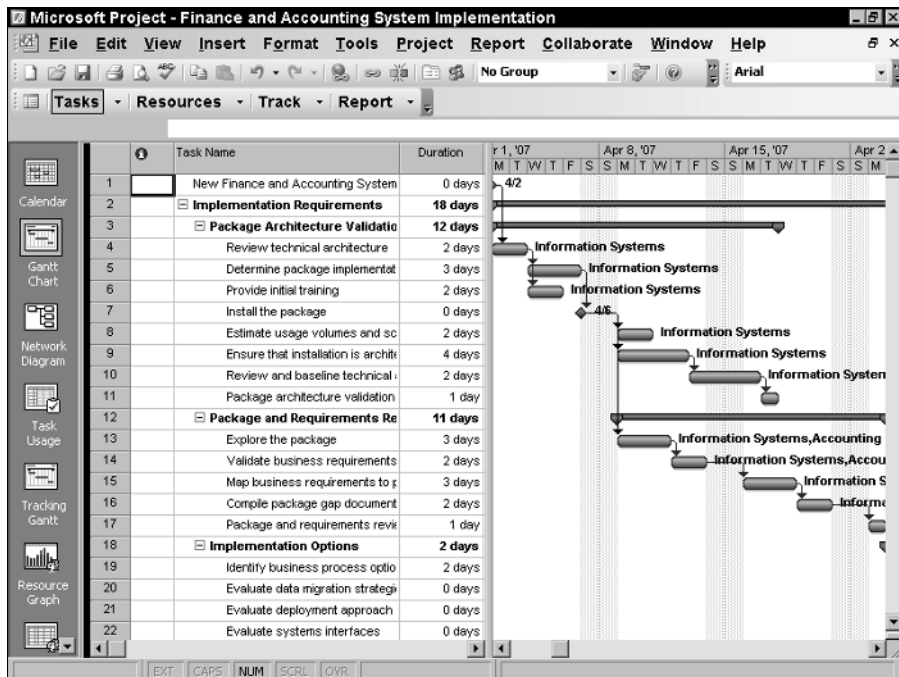 Microsoft Project - Finance and Accounting System Implementation
File Edit View Insert Format Tools Project Report Collaborate Window Help
No Group Arial
Tasks Resources Track Report
Task Name Duration r 1, '07 Apr 8, '07 Apr 15, '07 Apr 2
M T W T F S S M T W T F S S M T W T F S S M
1 New Finance and Accounting System 0 days 4/2
2 Implementation Requirements 18 days
3 Package Architecture Validatio 12 days
4 Review technical architecture 2 days Information Systems
5 Determine package implementat 3 days Information Systems
6 Provide initial training 2 days Information Systems
7 Install the package 0 days 4/6
8 Estimate usage volumes and sc 2 days Information Systems
9 Ensure that installation is archite 4 days Information Systems
10 Review and baseline technical 2 days Information System
11 Package architecture validation 1 day
12 Package and Requirements Re 11 days
13 Explore the package 3 days Information Systems,Accounting
14 Validate business requirements 2 days Information Systems,Accou
15 Map business requirements to p 3 days Information S
16 Compile package gap document 2 days Informa
17 Package and requirements revie 1 day
18 Implementation Options 2 days
19 Identify business process optio 2 days
20 Evaluate data migration strategi 0 days
21 Evaluate deployment approach 0 days
22 Evaluate systems interfaces 0 days
Calendar
Gantt
Chart
Network
Diagram
Task
Usage
Tracking
Gantt
Resource
Graph
EXT CAPS NUM SCRL OVR